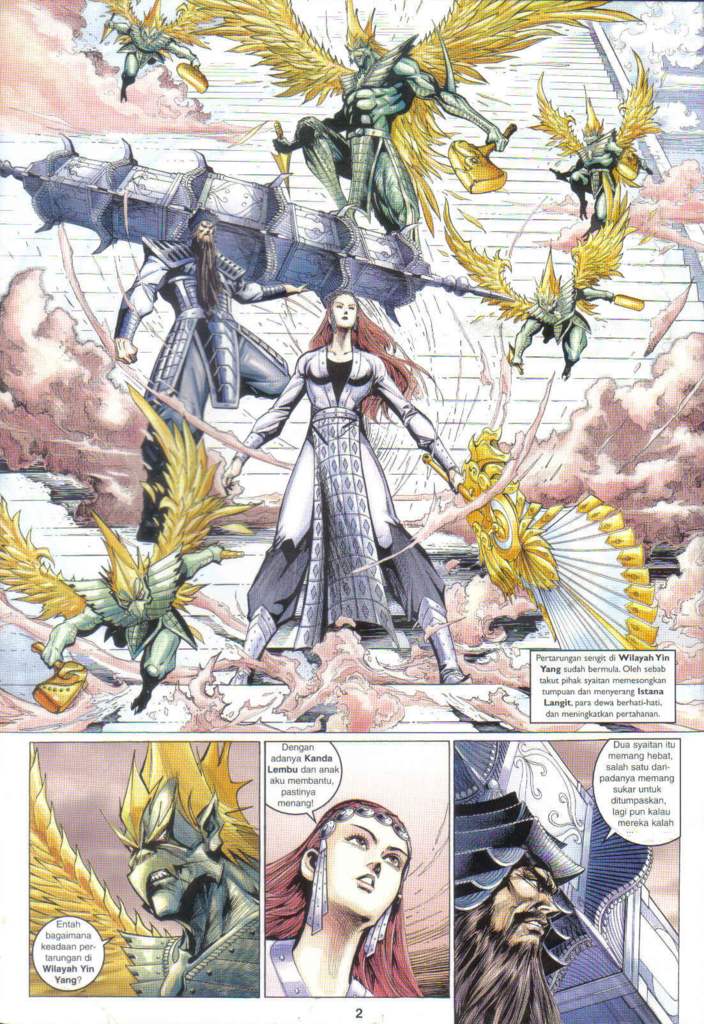 Pertarungan sengit di Wilayah Yin
Yang sudah bermula. Oleh sebab
takut pihak syaitan memesongkan
tumpuan dan menyerang Istana
Langit, para dewa berhati-hati,
dan meningkatkan pertahanan.
Entah
bagaimana
keadaan per-
tarungan di
Wilayah Yin
Yang?
Dengan
adanya Kanda
Lembu dan anak
aku membantu,
pastinya
menang!
Dua syaitan itu
memang hebat,
salah satu dari-
padanya memang
sukar untuk
ditumpaskan,
lagi pun kalau
mereka kalah
...
2